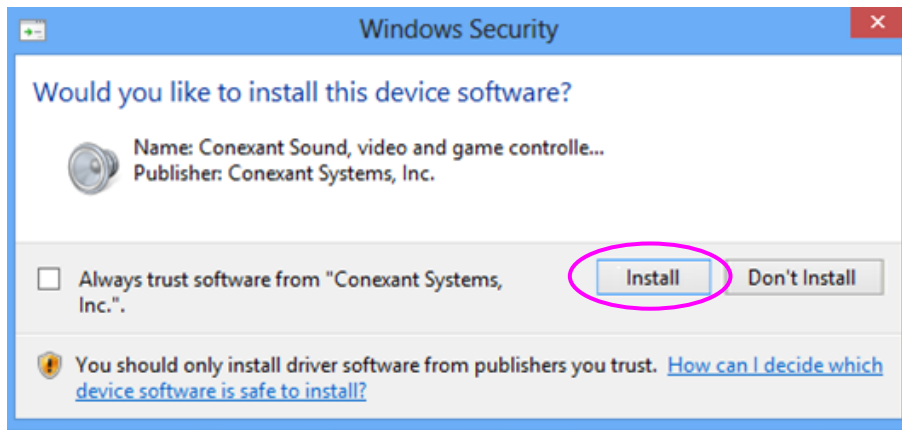 Windows Security
Would you like to install this device software?
Name: Conexant Sound, video and game controlle...
Publisher: Conexant Systems, Inc.
Always trust software from "Conexant Systems,
Inc.".
Install
Don't Install
You should only install driver software from publishers you trust. How can I decide which
device software is safe to install?